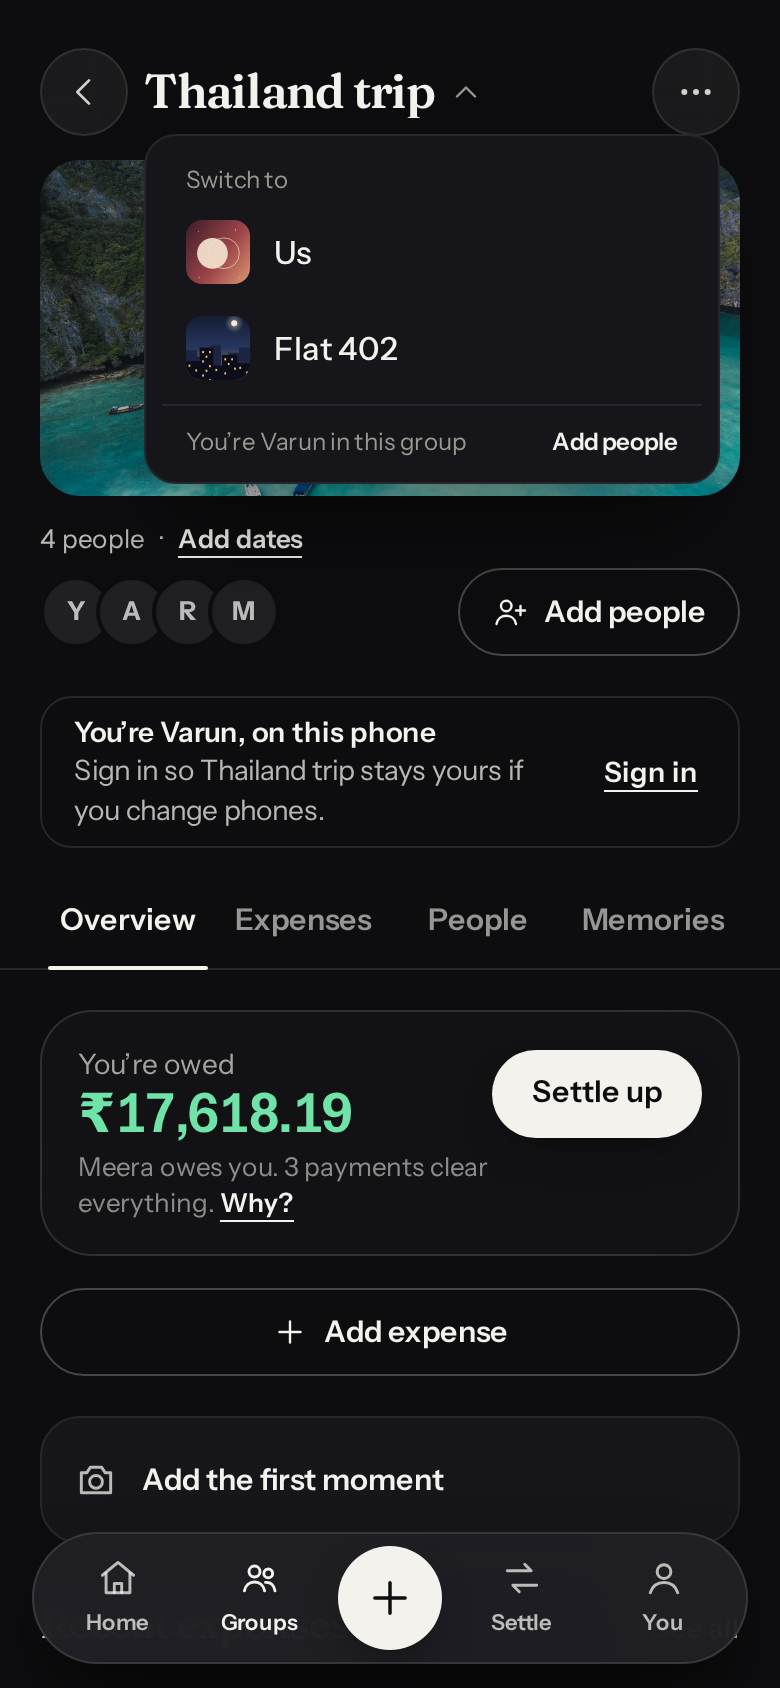 Thailand trip
Switch to
Us
Flat 402
You’re Varun in this group
Add people
4 people · Add dates
Y A R M
Add people
You’re Varun, on this phone
Sign in so Thailand trip stays yours if
you change phones.
Sign in
Overview Expenses People Memories
You’re owed
₹17,618.19
Settle up
Meera owes you. 3 payments clear
everything. Why?
Add expense
Add the first moment
Home Groups Settle You